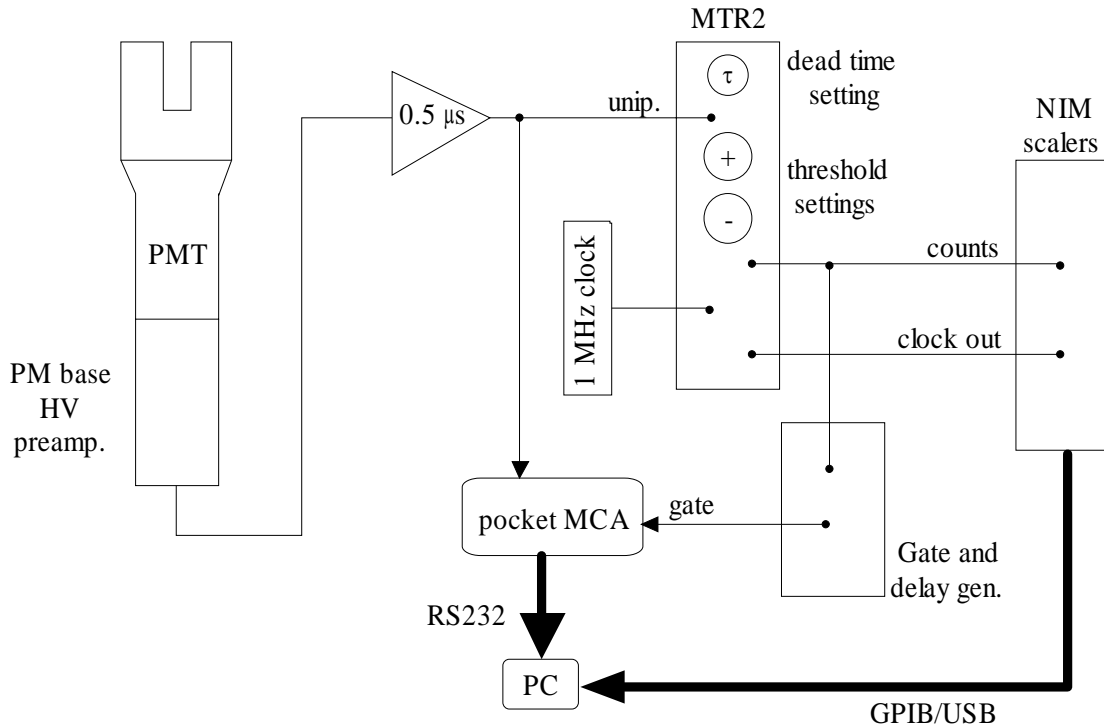 MTR2
τ
dead time
setting
0.5 μs
unip.
NIM
scalers
+
threshold
settings
-
PMT
1 MHz clock
counts
clock out
PM base
HV
preamp.
pocket MCA
gate
Gate and
delay gen.
RS232
PC
GPIB/USB